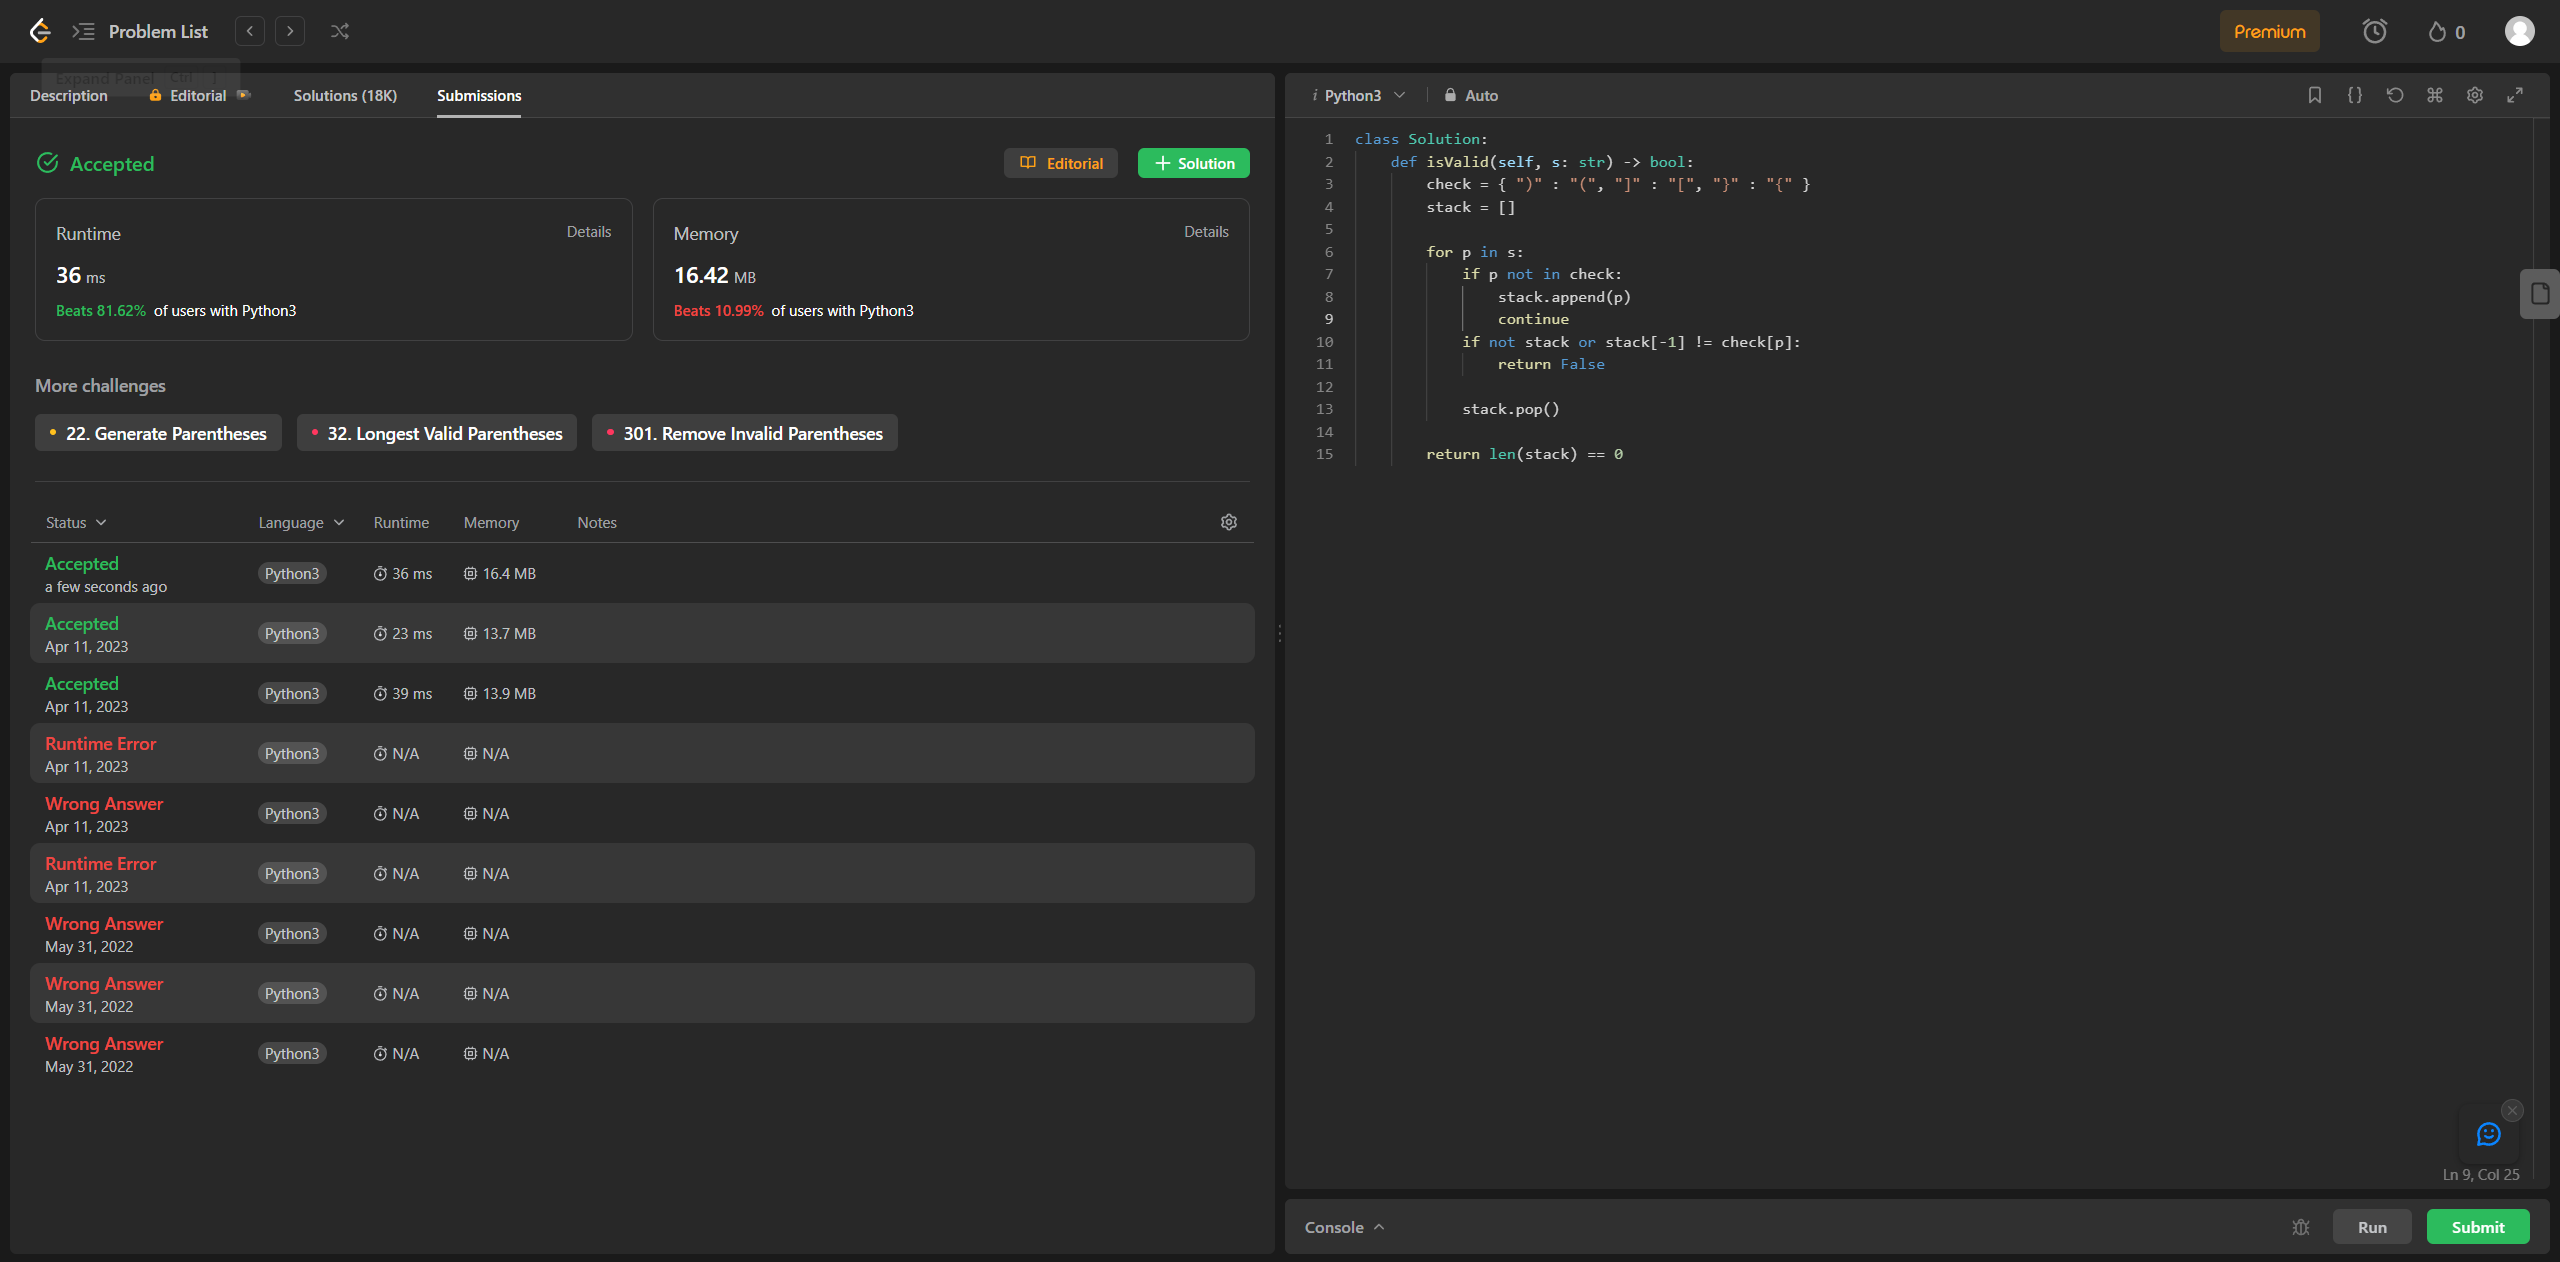 Problem List
Premium
0
Expand Panel Ctrl ]
Description
Editorial
Solutions (18K)
Submissions
Accepted
Editorial
Solution
Runtime
Details
36 ms
Beats 81.62% of users with Python3
Memory
Details
16.42 MB
Beats 10.99% of users with Python3
More challenges
22. Generate Parentheses
32. Longest Valid Parentheses
301. Remove Invalid Parentheses
Status Language Runtime Memory Notes
Accepted
a few seconds ago
Python3 36 ms 16.4 MB
Accepted
Apr 11, 2023
Python3 23 ms 13.7 MB
Accepted
Apr 11, 2023
Python3 39 ms 13.9 MB
Runtime Error
Apr 11, 2023
Python3 N/A N/A
Wrong Answer
Apr 11, 2023
Python3 N/A N/A
Runtime Error
Apr 11, 2023
Python3 N/A N/A
Wrong Answer
May 31, 2022
Python3 N/A N/A
Wrong Answer
May 31, 2022
Python3 N/A N/A
Wrong Answer
May 31, 2022
Python3 N/A N/A
i Python3
Auto
1 class Solution:
2     def isValid(self, s: str) -> bool:
3         check = { ")" : "(", "]" : "[", "}" : "{" }
4         stack = []
5
6         for p in s:
7             if p not in check:
8                 stack.append(p)
9                 continue
10             if not stack or stack[-1] != check[p]:
11                 return False
12
13             stack.pop()
14
15         return len(stack) == 0
Ln 9, Col 25
Console
Run
Submit